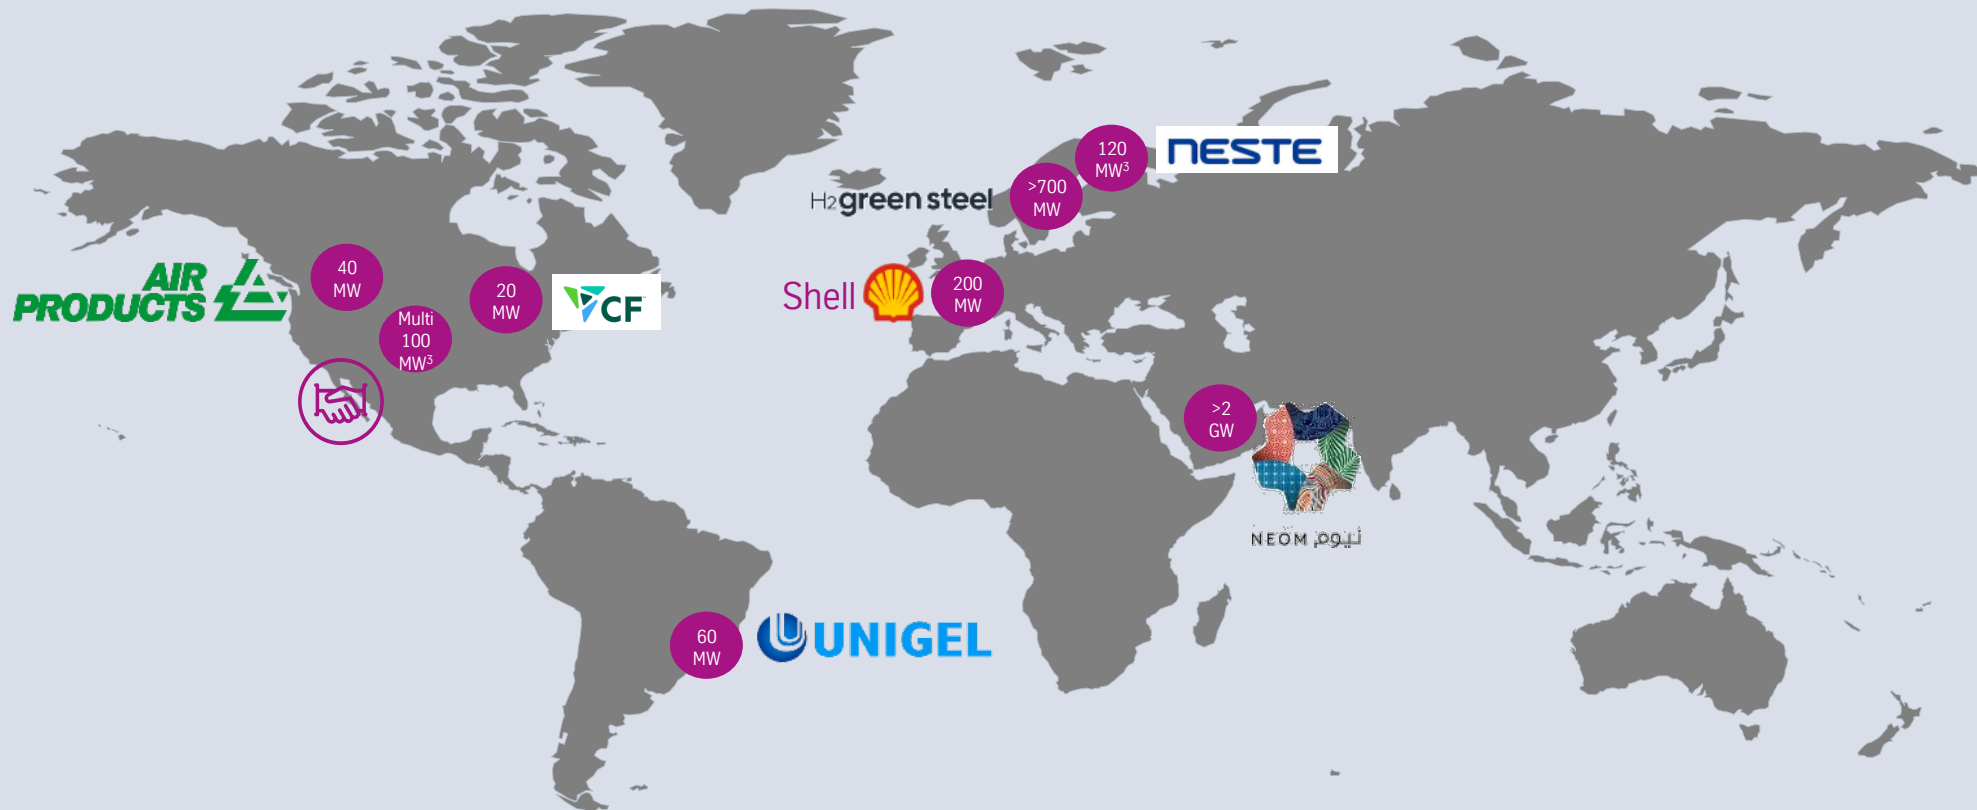 120
MW³
NESTE
>700
MW
H2green steel
AIR
PRODUCTS
40
MW
20
MW
CF
Shell
200
MW
Multi
100
MW³
>2
GW
NEOM نيوم
60
MW
UNIGEL